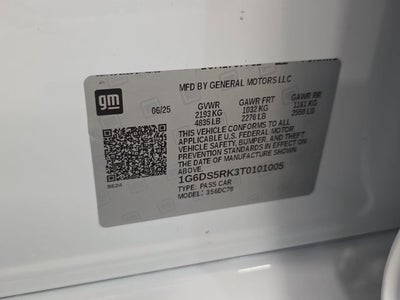 MFD BY GENERAL MOTORS LLC
gm
06/25
GVWR
2193 KG
4835 LB
GAWR FRT
1032 KG
2276 LB
GAWR RR
1161 KG
2560 LB
THIS VEHICLE CONFORMS TO ALL
APPLICABLE U.S. FEDERAL MOTOR
VEHICLE SAFETY, BUMPER, AND THEFT
PREVENTION STANDARDS IN EFFECT
ON THE DATE OF MANUFACTURE SHOWN
ABOVE.
1G6DS5RK3T0101005
TYPE: PASS CAR
MODEL: 3S6DC79